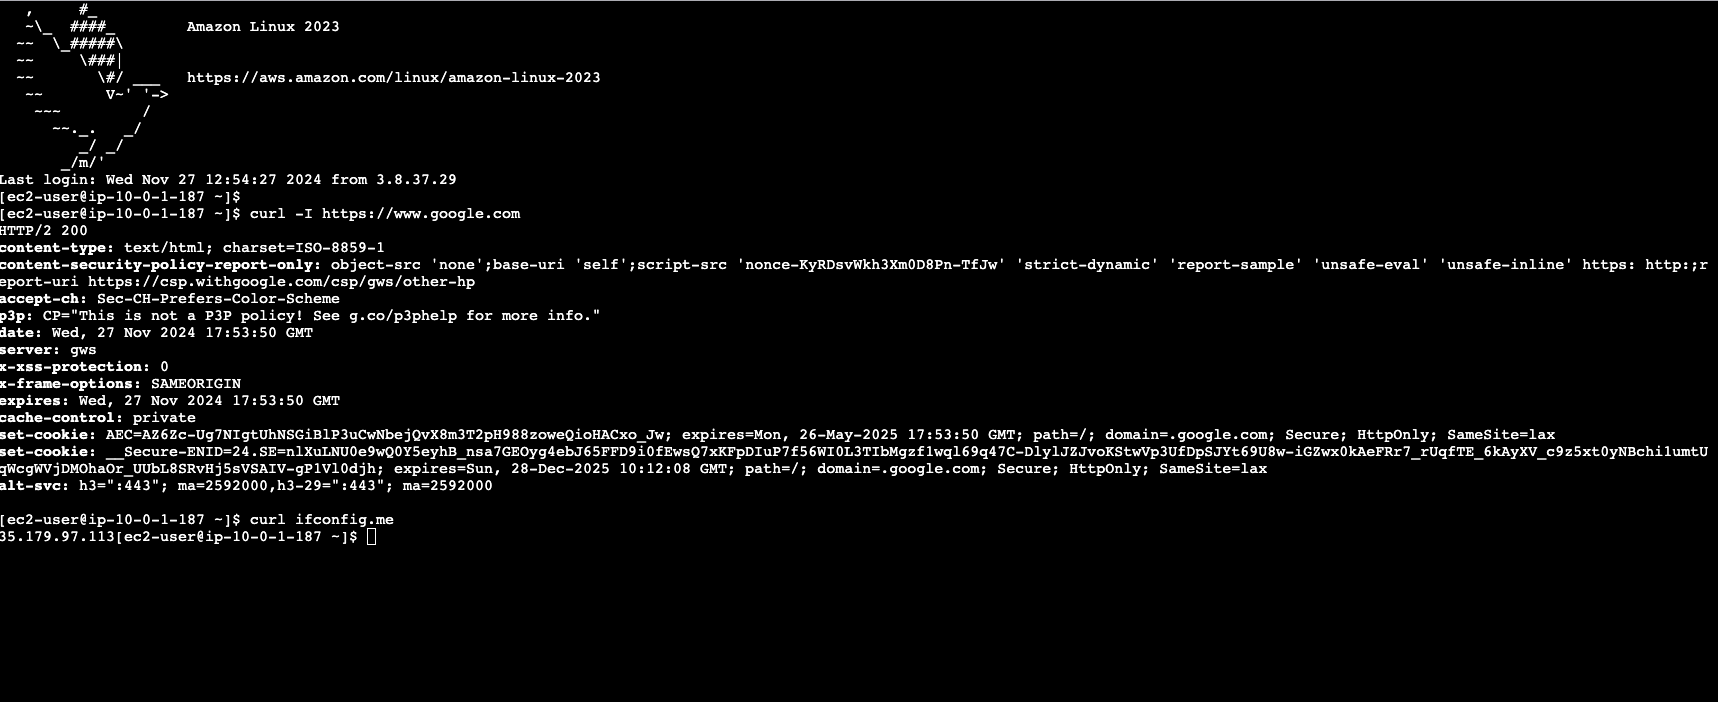 ,     #_
   ~\_  ####_        Amazon Linux 2023
  ~~  \_#####\
  ~~     \###|
  ~~       \#/ ___   https://aws.amazon.com/linux/amazon-linux-2023
   ~~       V~' '->
    ~~~         /
      ~~._.   _/
         _/ _/
       _/m/'
Last login: Wed Nov 27 12:54:27 2024 from 3.8.37.29
[ec2-user@ip-10-0-1-187 ~]$
[ec2-user@ip-10-0-1-187 ~]$ curl -I https://www.google.com
HTTP/2 200
content-type: text/html; charset=ISO-8859-1
content-security-policy-report-only: object-src 'none';base-uri 'self';script-src 'nonce-KyRDsvWkh3Xm0D8Pn-TfJw' 'strict-dynamic' 'report-sample' 'unsafe-eval' 'unsafe-inline' https: http:;r
eport-uri https://csp.withgoogle.com/csp/gws/other-hp
accept-ch: Sec-CH-Prefers-Color-Scheme
p3p: CP="This is not a P3P policy! See g.co/p3phelp for more info."
date: Wed, 27 Nov 2024 17:53:50 GMT
server: gws
x-xss-protection: 0
x-frame-options: SAMEORIGIN
expires: Wed, 27 Nov 2024 17:53:50 GMT
cache-control: private
set-cookie: AEC=AZ6Zc-Ug7NIgtUhNSGiBlP3uCwNbejQvX8m3T2pH988zoweQioHACxo_Jw; expires=Mon, 26-May-2025 17:53:50 GMT; path=/; domain=.google.com; Secure; HttpOnly; SameSite=lax
set-cookie: __Secure-ENID=24.SE=nlXuLNU0e9wQ0Y5eyhB_nsa7GEOyg4ebJ65FFD9i0fEwsQ7xKFpDIuP7f56WI0L3TIbMgzf1wql69q47C-DlylJZJvoKStwVp3UfDpSJYt69U8w-iGZwx0kAeFRr7_rUqfTE_6kAyXV_c9z5xt0yNBchi1umtU
qWcgWVjDMOhaOr_UUbL8SRvHj5sVSAIV-gP1Vl0djh; expires=Sun, 28-Dec-2025 10:12:08 GMT; path=/; domain=.google.com; Secure; HttpOnly; SameSite=lax
alt-svc: h3=":443"; ma=2592000,h3-29=":443"; ma=2592000

[ec2-user@ip-10-0-1-187 ~]$ curl ifconfig.me
35.179.97.113[ec2-user@ip-10-0-1-187 ~]$